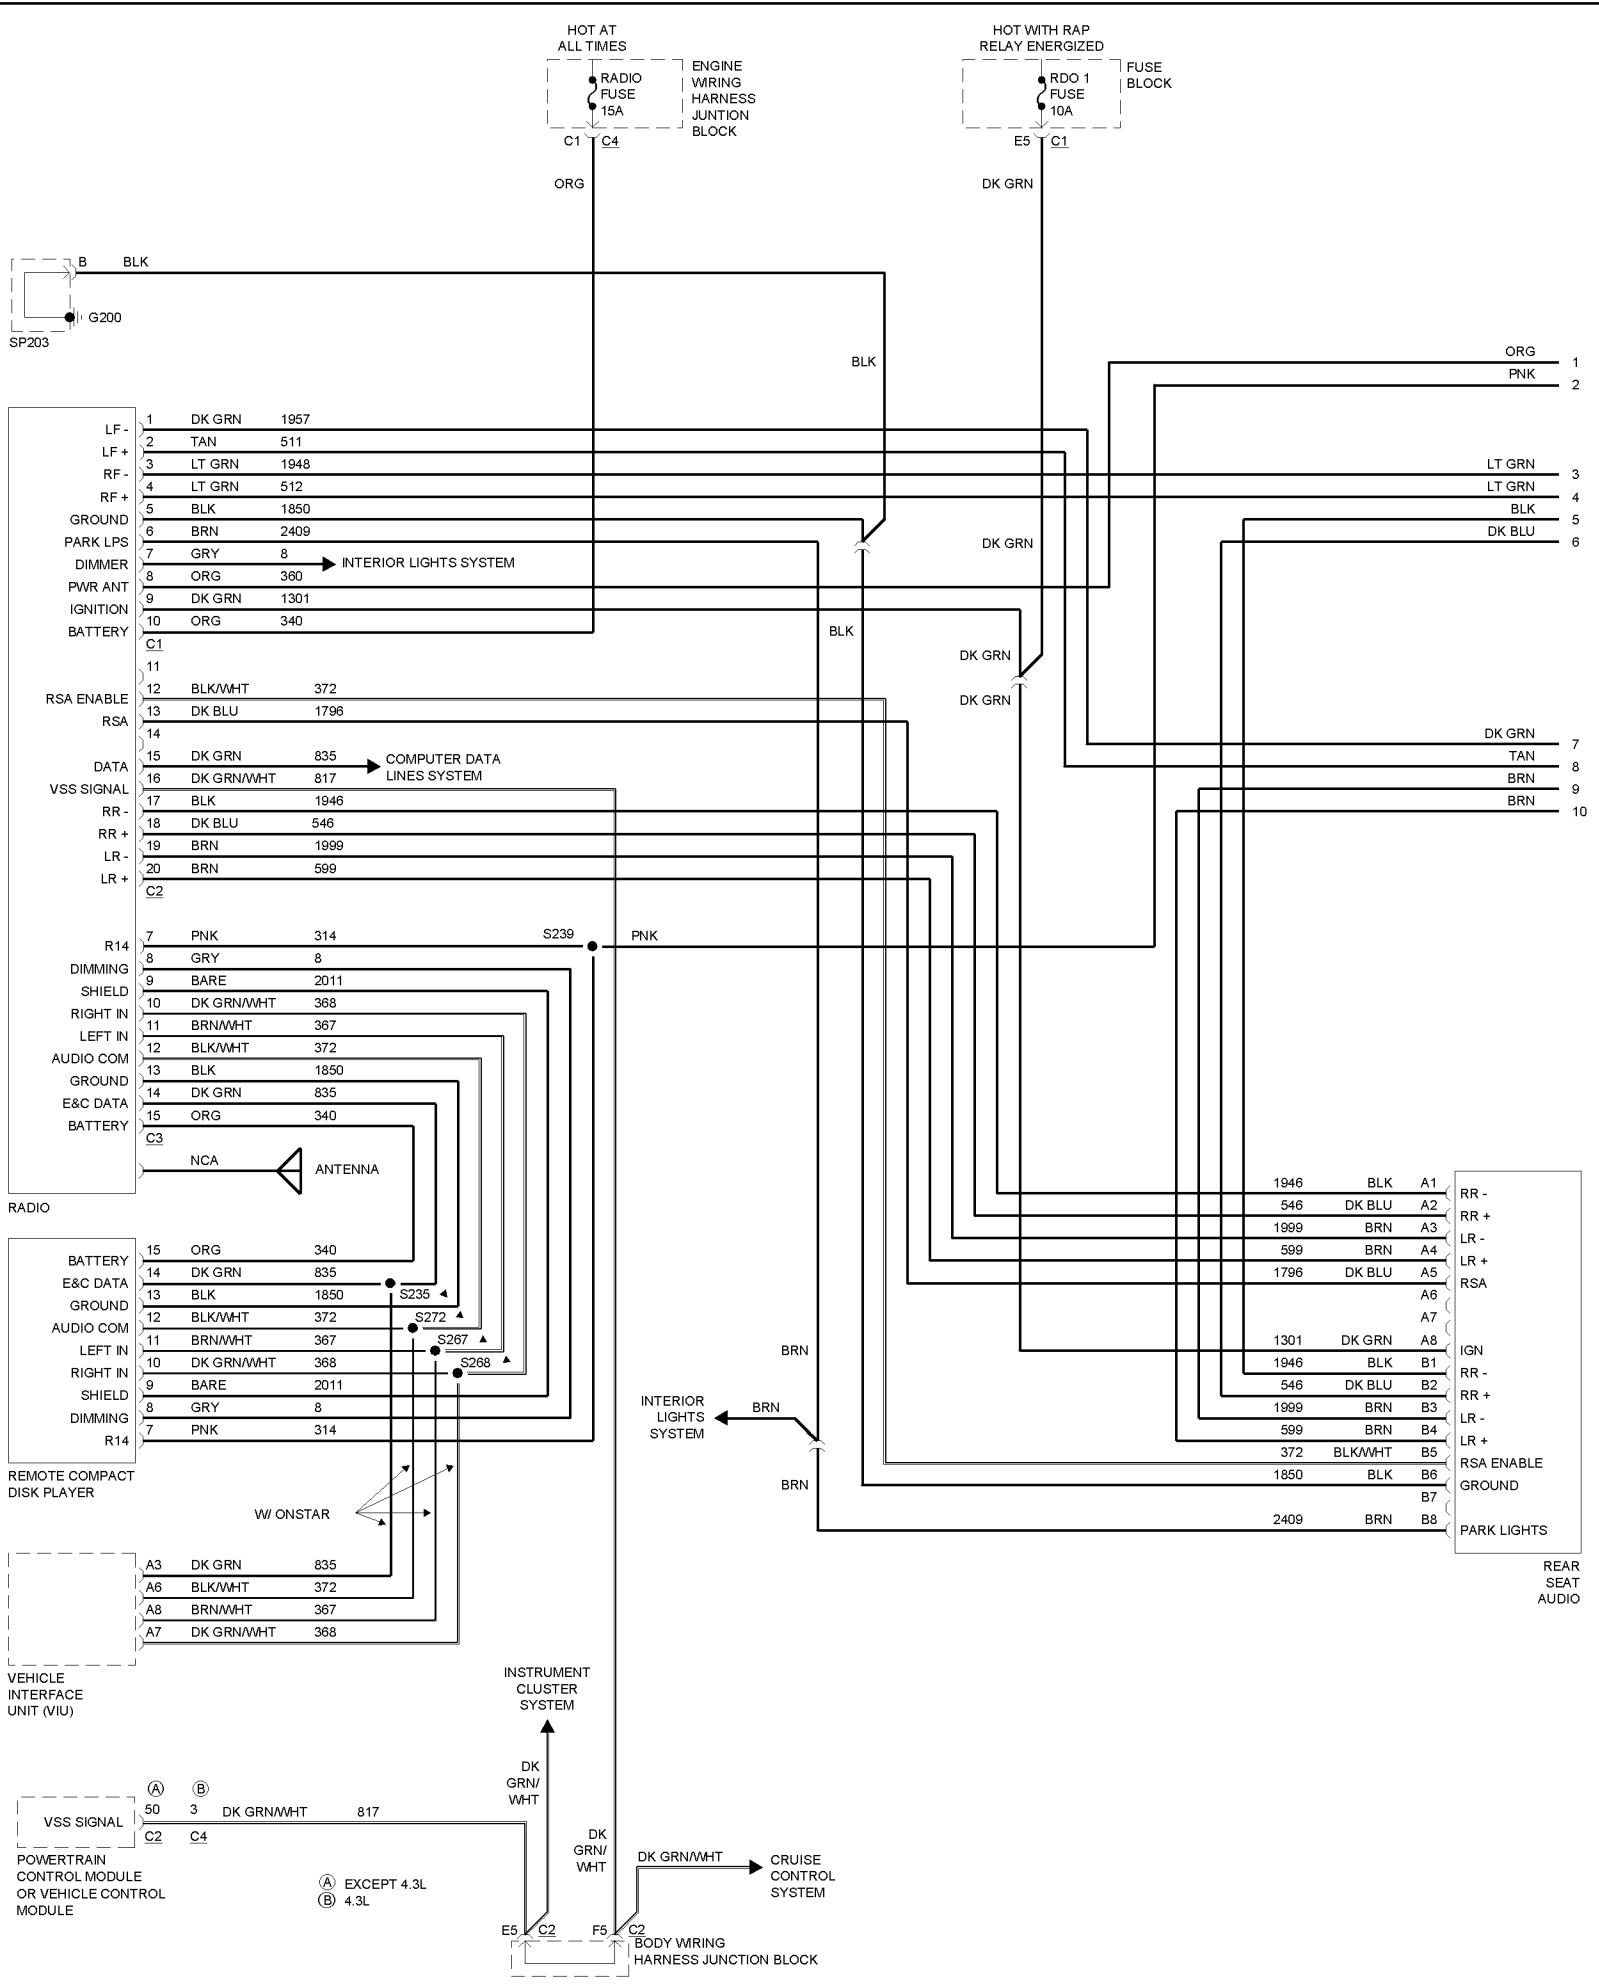 HOT AT
ALL TIMES
RADIO
FUSE
15A
ENGINE
WIRING
HARNESS
JUNTION
BLOCK
C1 C4
ORG
HOT WITH RAP
RELAY ENERGIZED
RDO 1
FUSE
10A
FUSE
BLOCK
E5 C1
DK GRN
B BLK
G200
SP203
BLK
ORG 1
PNK 2
LT GRN 3
LT GRN 4
BLK 5
DK BLU 6
DK GRN 7
TAN 8
BRN 9
BRN 10
LF - 1 DK GRN 1957
LF + 2 TAN 511
RF - 3 LT GRN 1948
RF + 4 LT GRN 512
GROUND 5 BLK 1850
PARK LPS 6 BRN 2409
DIMMER 7 GRY 8 INTERIOR LIGHTS SYSTEM
PWR ANT 8 ORG 360
IGNITION 9 DK GRN 1301
BATTERY 10 ORG 340
C1
DK GRN
BLK
DK GRN
DK GRN
11
RSA ENABLE 12 BLK/WHT 372
RSA 13 DK BLU 1796
14
DATA 15 DK GRN 835
COMPUTER DATA
LINES SYSTEM
VSS SIGNAL 16 DK GRN/WHT 817
RR - 17 BLK 1946
RR + 18 DK BLU 546
LR - 19 BRN 1999
LR + 20 BRN 599
C2
R14 7 PNK 314 S239 PNK
DIMMING 8 GRY 8
SHIELD 9 BARE 2011
RIGHT IN 10 DK GRN/WHT 368
LEFT IN 11 BRN/WHT 367
AUDIO COM 12 BLK/WHT 372
GROUND 13 BLK 1850
E&C DATA 14 DK GRN 835
BATTERY 15 ORG 340
C3
NCA ANTENNA
RADIO
BATTERY 15 ORG 340
E&C DATA 14 DK GRN 835
GROUND 13 BLK 1850 S235
AUDIO COM 12 BLK/WHT 372 S272
LEFT IN 11 BRN/WHT 367 S267
RIGHT IN 10 DK GRN/WHT 368 S268
SHIELD 9 BARE 2011
DIMMING 8 GRY 8
R14 7 PNK 314
REMOTE COMPACT
DISK PLAYER
W/ ONSTAR
BRN
INTERIOR
LIGHTS
SYSTEM
BRN
BRN
1946 BLK A1 RR -
546 DK BLU A2 RR +
1999 BRN A3 LR -
599 BRN A4 LR +
1796 DK BLU A5 RSA
A6
A7
1301 DK GRN A8 IGN
1946 BLK B1 RR -
546 DK BLU B2 RR +
1999 BRN B3 LR -
599 BRN B4 LR +
372 BLK/WHT B5 RSA ENABLE
1850 BLK B6 GROUND
B7
2409 BRN B8 PARK LIGHTS
REAR
SEAT
AUDIO
A3 DK GRN 835
A6 BLK/WHT 372
A8 BRN/WHT 367
A7 DK GRN/WHT 368
VEHICLE
INTERFACE
UNIT (VIU)
INSTRUMENT
CLUSTER
SYSTEM
DK
GRN/
WHT
A B
VSS SIGNAL 50 3 DK GRN/WHT 817
C2 C4
POWERTRAIN
CONTROL MODULE
OR VEHICLE CONTROL
MODULE
A EXCEPT 4.3L
B 4.3L
DK
GRN/
WHT
DK GRN/WHT
CRUISE
CONTROL
SYSTEM
E5 C2 F5 C2
BODY WIRING
HARNESS JUNCTION BLOCK